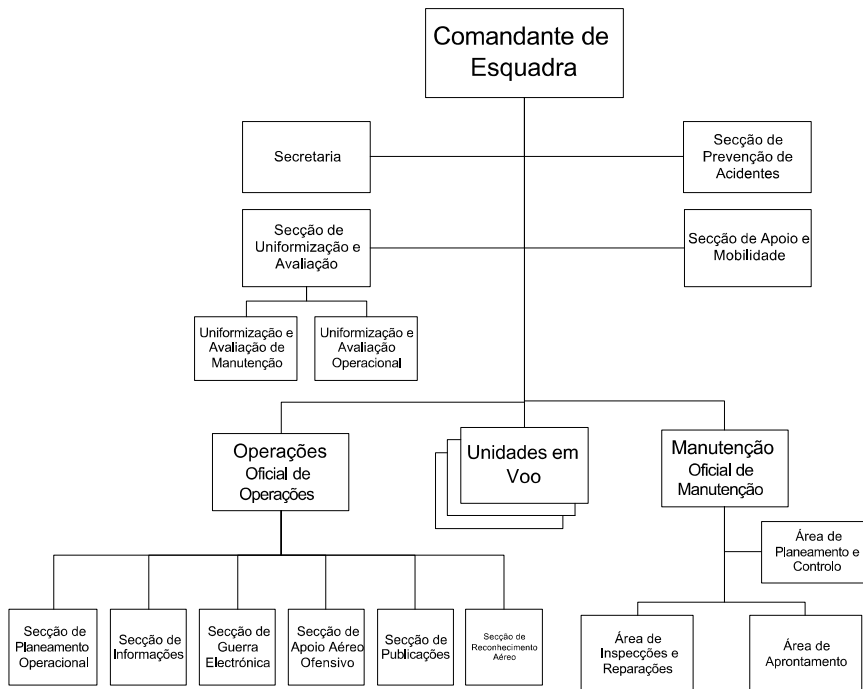 Comandante de
Esquadra
Secretaria
Secção de
Prevenção de
Acidentes
Secção de
Uniformização e
Avaliação
Secção de Apoio e
Mobilidade
Uniformização e
Avaliação de
Manutenção
Uniformização e
Avaliação
Operacional
Operações
Oficial de
Operações
Unidades em
Voo
Manutenção
Oficial de
Manutenção
Área de
Planeamento e
Controlo
Secção de
Planeamento
Operacional
Secção de
Informações
Secção de
Guerra
Electrónica
Secção de
Apoio Aéreo
Ofensivo
Secção de
Publicações
Secção de
Reconhecimento
Aéreo
Área de
Inspecções e
Reparações
Área de
Aprontamento